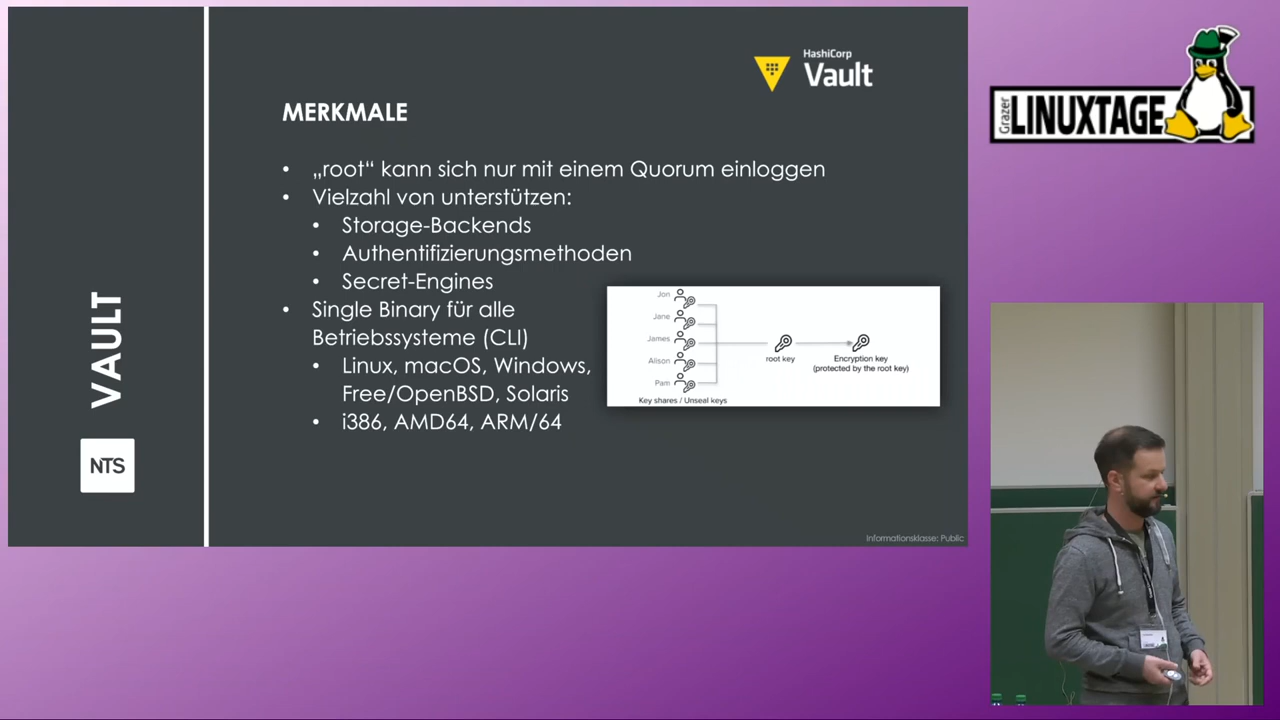 HashiCorp
Vault
MERKMALE
• „root“ kann sich nur mit einem Quorum einloggen
• Vielzahl von unterstützen:
• Storage-Backends
• Authentifizierungsmethoden
• Secret-Engines
• Single Binary für alle
Betriebssysteme (CLI)
• Linux, macOS, Windows,
Free/OpenBSD, Solaris
• i386, AMD64, ARM/64
Jon
Jane
James
Alison
Pam
Key shares / Unseal keys
root key
Encryption key
(protected by the root key)
VAULT
NTS
Informationsklasse: Public
Grazer
LINUXTAGE